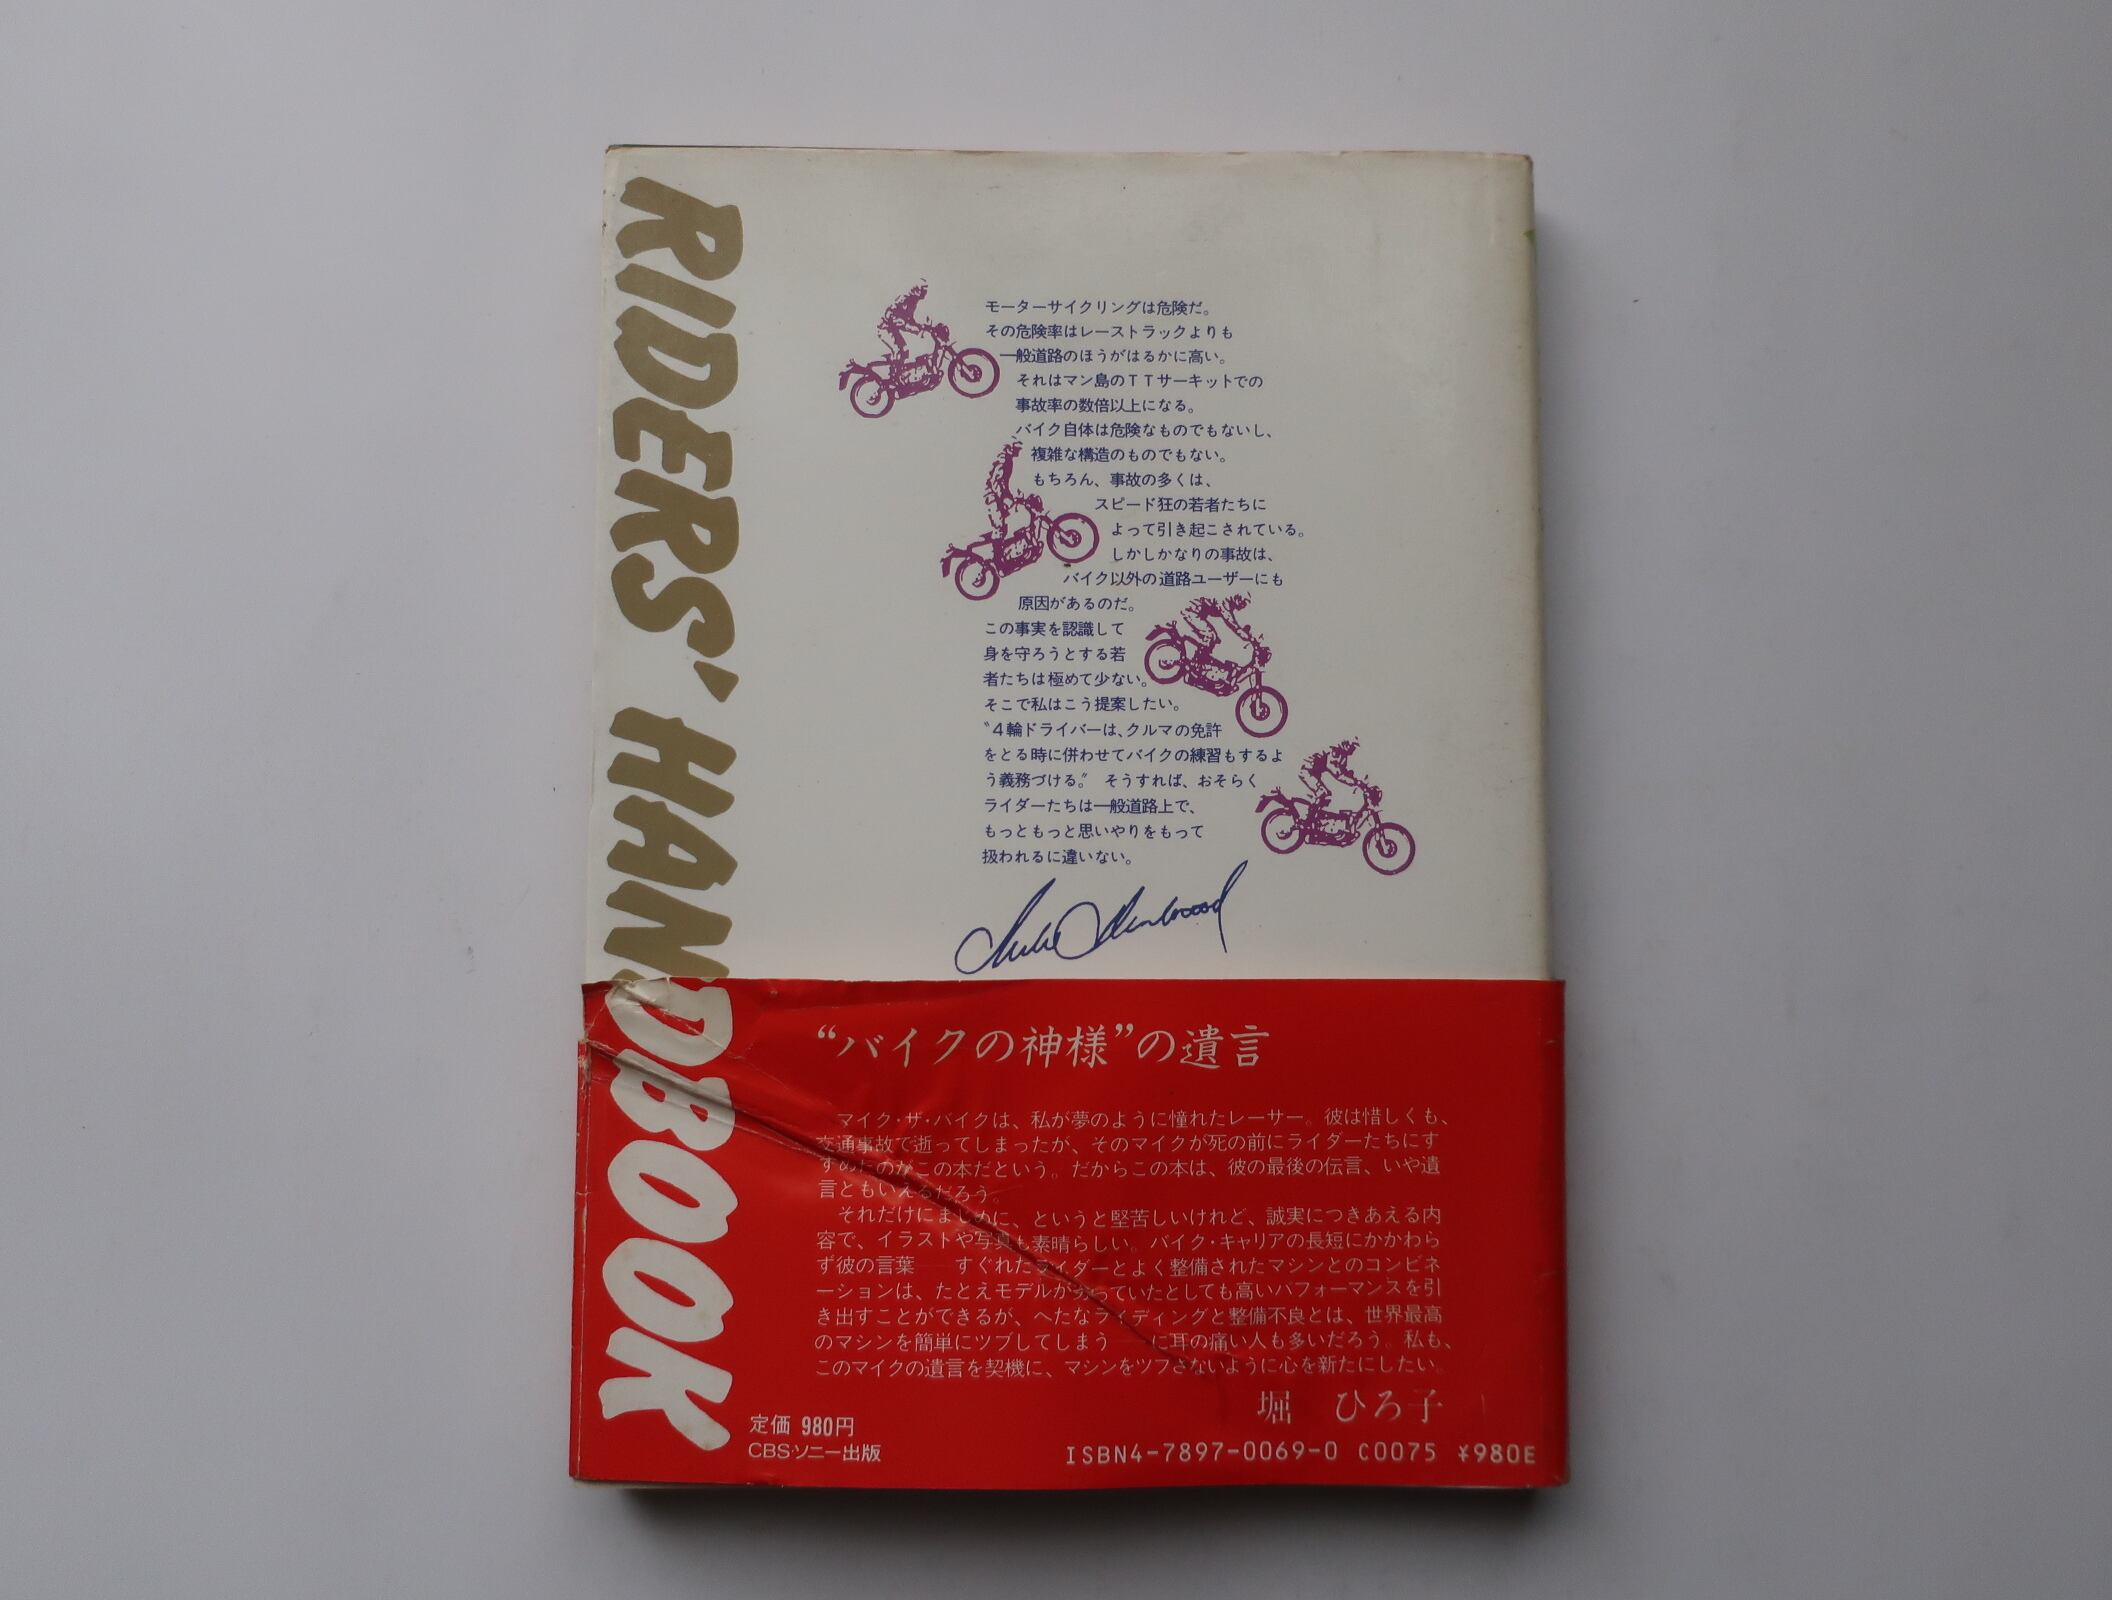 RIDERS' HANDBOOK
モーターサイクリングは危険だ。
その危険率はレーストラックよりも
一般道路のほうがはるかに高い。
それはマン島のTTサーキットでの
事故率の数倍以上になる。
バイク自体は危険なものでもないし、
複雑な構造のものでもない。
もちろん、事故の多くは、
スピード狂の若者たちに
よって引き起こされている。
しかしかなりの事故は、
バイク以外の道路ユーザーにも
原因があるのだ。
この事実を認識して
身を守ろうとする若
者たちは極めて少ない。
そこで私はこう提案したい。
〝4輪ドライバーは、クルマの免許
をとる時に併わせてバイクの練習もするよ
う義務づける〞 そうすれば、おそらく
ライダーたちは一般道路上で、
もっともっと思いやりをもって
扱われるに違いない。
Mike Hailwood
“バイクの神様”の遺言
マイク・ザ・バイクは、私が夢のように憧れたレーサー。彼は惜しくも、
交通事故で逝ってしまったが、そのマイクが死の前にライダーたちにす
すめたのがこの本だという。だからこの本は、彼の最後の伝言、いや遺
言ともいえるだろう。
それだけにまじめに、というと堅苦しいけれど、誠実につきあえる内
容で、イラストや写真も素晴らしい。バイク・キャリアの長短にかかわら
ず彼の言葉――すぐれたライダーとよく整備されたマシンとのコンビネ
ーションは、たとえモデルが劣っていたとしても高いパフォーマンスを引
き出すことができるが、へたなライディングと整備不良とは、世界最高
のマシンを簡単にツブしてしまう――に耳の痛い人も多いだろう。私も、
このマイクの遺言を契機に、マシンをツブさないように心を新たにしたい。
堀 ひろ子
定価 980円
CBS・ソニー出版
ISBN4-7897-0069-0 C0075 ¥980E